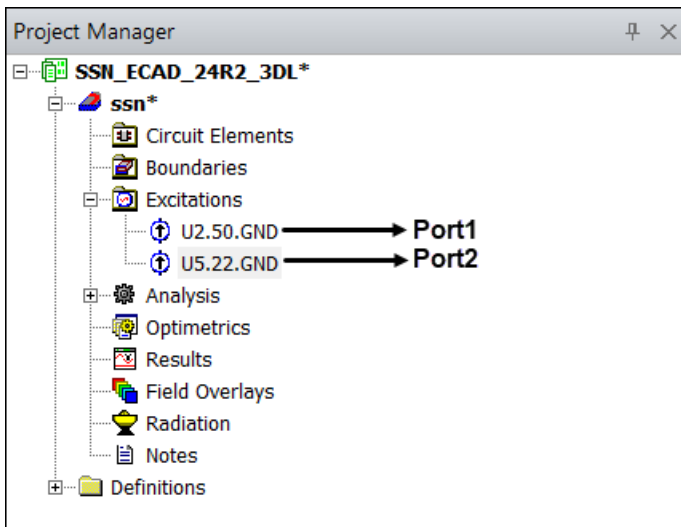 Project Manager
SSN_ECAD_24R2_3DL*
ssn*
Circuit Elements
Boundaries
Excitations
U2.50.GND Port1
U5.22.GND Port2
Analysis
Optimetrics
Results
Field Overlays
Radiation
Notes
Definitions